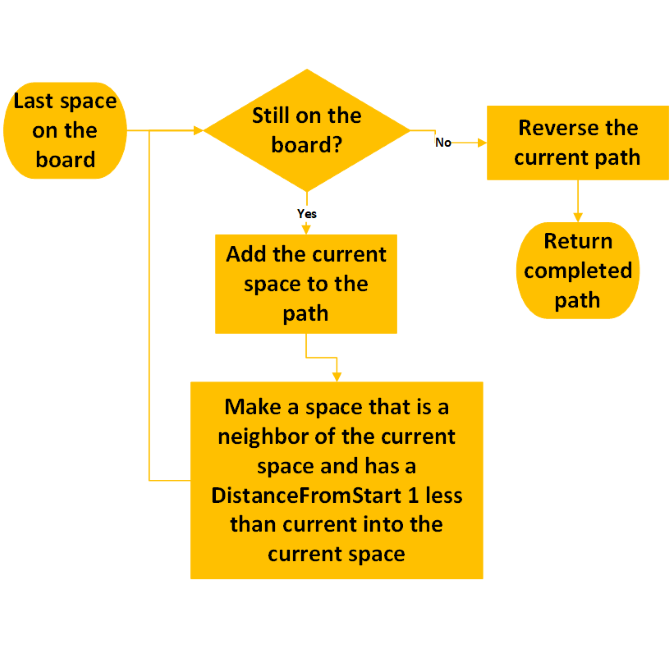 Last space
on the
board
Still on the
board?
No
Reverse the
current path
Yes
Add the current
space to the
path
Return
completed
path
Make a space that is a
neighbor of the current
space and has a
DistanceFromStart 1 less
than current into the
current space